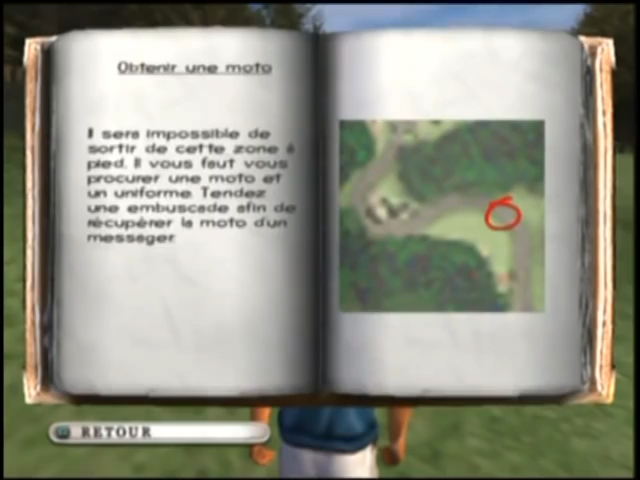 Obtenir une moto
Il sera impossible de
sortir de cette zone à
pied. Il vous faut vous
procurer une moto et
un uniforme. Tendez
une embuscade afin de
récupérer la moto d'un
messager.
RETOUR